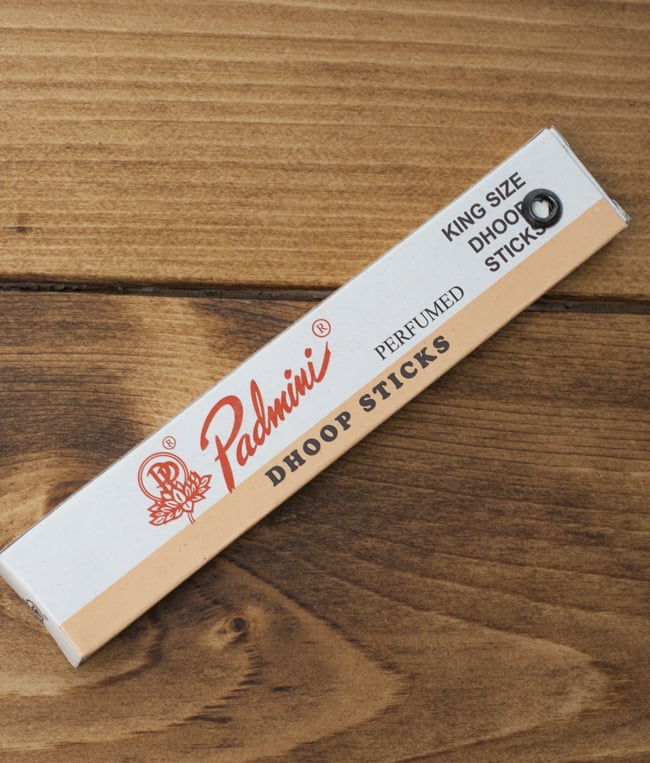 KING SIZE
DHOOP
STICKS
PERFUMED
Padmini®
DHOOP STICKS
®